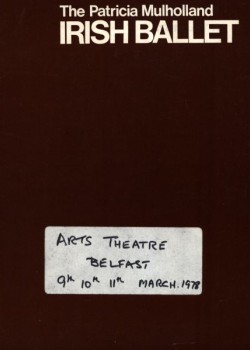 The Patricia Mulholland
IRISH BALLET
ARTS THEATRE
BELFAST
9th 10th 11th MARCH. 1978